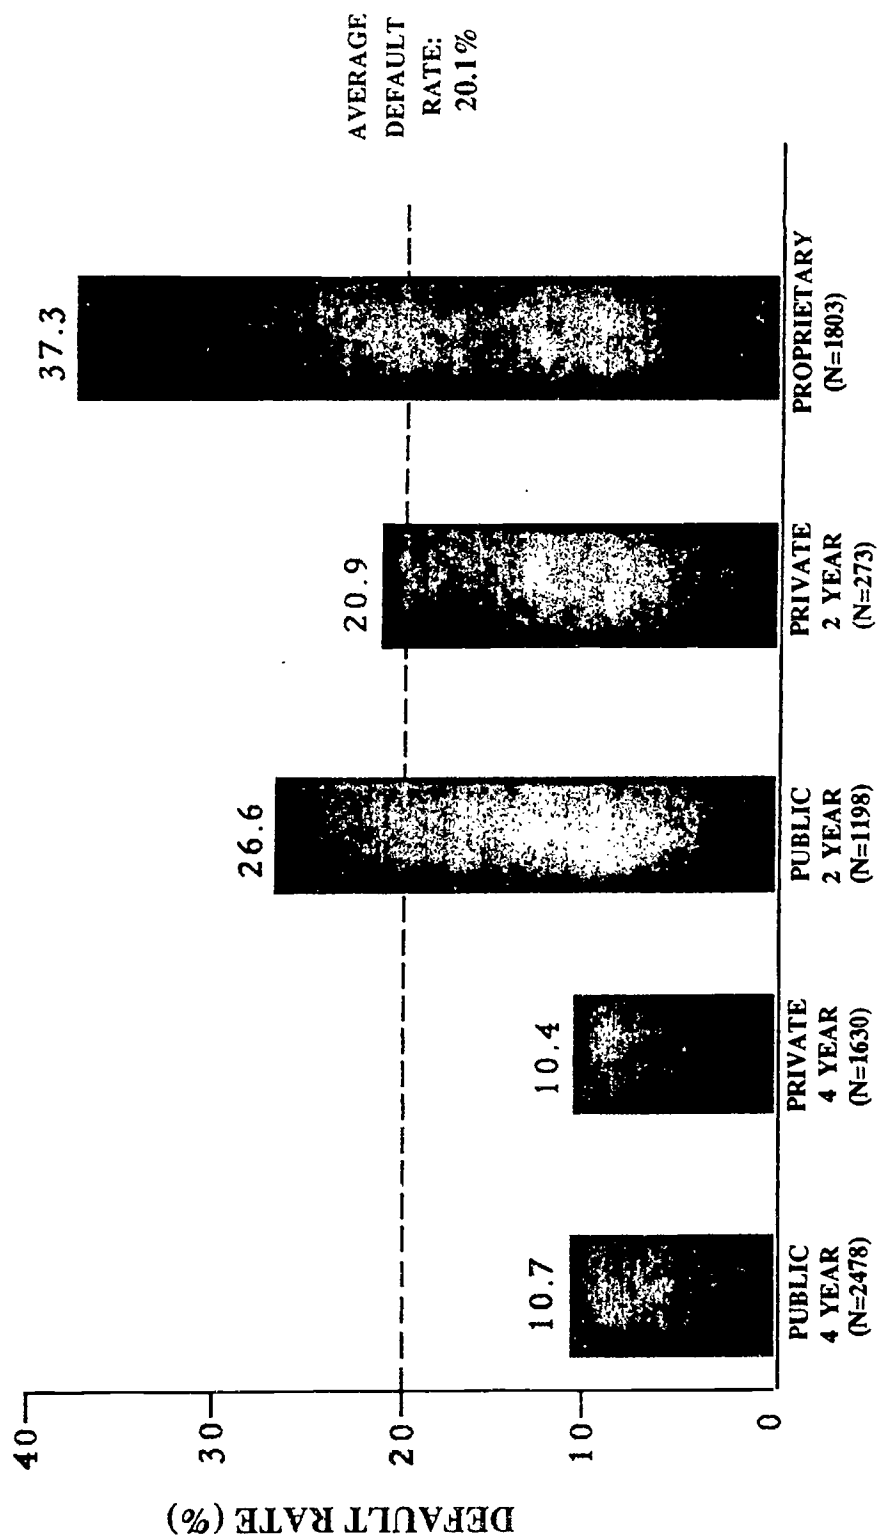 DEFAULT RATE (%)
40
30
20
10
0
10.7
10.4
26.6
20.9
37.3
AVERAGE
DEFAULT
RATE:
20.1%
PUBLIC
4 YEAR
(N=2478)
PRIVATE
4 YEAR
(N=1630)
PUBLIC
2 YEAR
(N=1198)
PRIVATE
2 YEAR
(N=273)
PROPRIETARY
(N=1803)